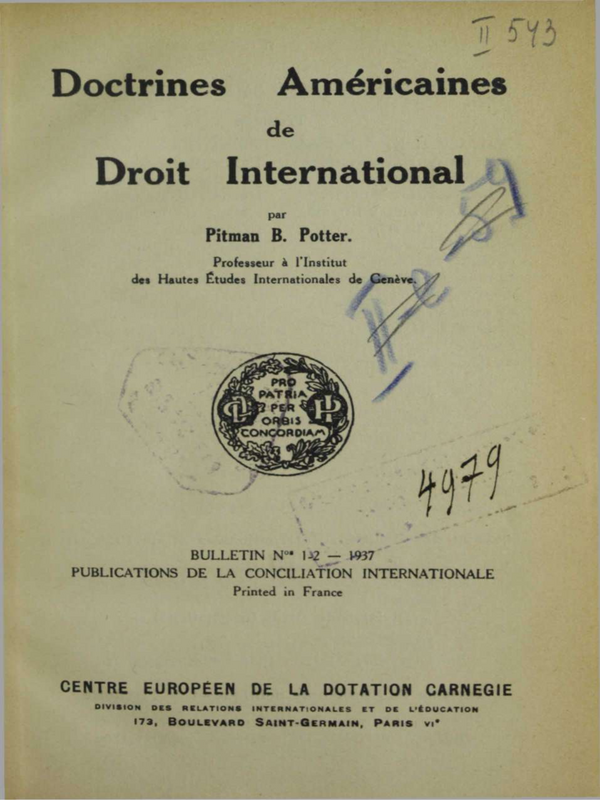 II 543
Doctrines Américaines
de
Droit International
par
Pitman B. Potter.
Professeur à l'Institut
des Hautes Études Internationales de Genève.
PRO
PATRIA
PER
ORBIS
CONCORDIAM
4979
BULLETIN Nos 1-2 — 1937
PUBLICATIONS DE LA CONCILIATION INTERNATIONALE
Printed in France
CENTRE EUROPÉEN DE LA DOTATION CARNEGIE
DIVISION DES RELATIONS INTERNATIONALES ET DE L'ÉDUCATION
173, BOULEVARD SAINT-GERMAIN, PARIS VIe